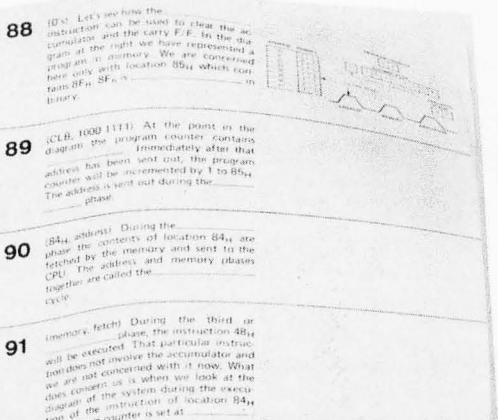 88
(0's) Let's see how the
instruction can be used to clear the ac-
cumulator and the carry F/F. In the dia-
gram at the right we have represented a
program in memory. We are concerned
here only with location 85H which con-
tains 8FH. 8FH is in
binary.
89
(CLB, 1000 1111) At the point in the
diagram the program counter contains
Immediately after that
address has been sent out, the program
counter will be incremented by 1 to 85H.
The address is sent out during the
phase.
90
(84H, address) During the
phase the contents of location 84H are
fetched by the memory and sent to the
CPU. The address and memory phases
together are called the
cycle.
91
(memory, fetch) During the third or
phase, the instruction 48H
will be executed. That particular instruc-
tion does not involve the accumulator and
we are not concerned with it now. What
does concern us is when we look at the
diagram of the system during the execu-
tion of the instruction of location 84H
counter is set at